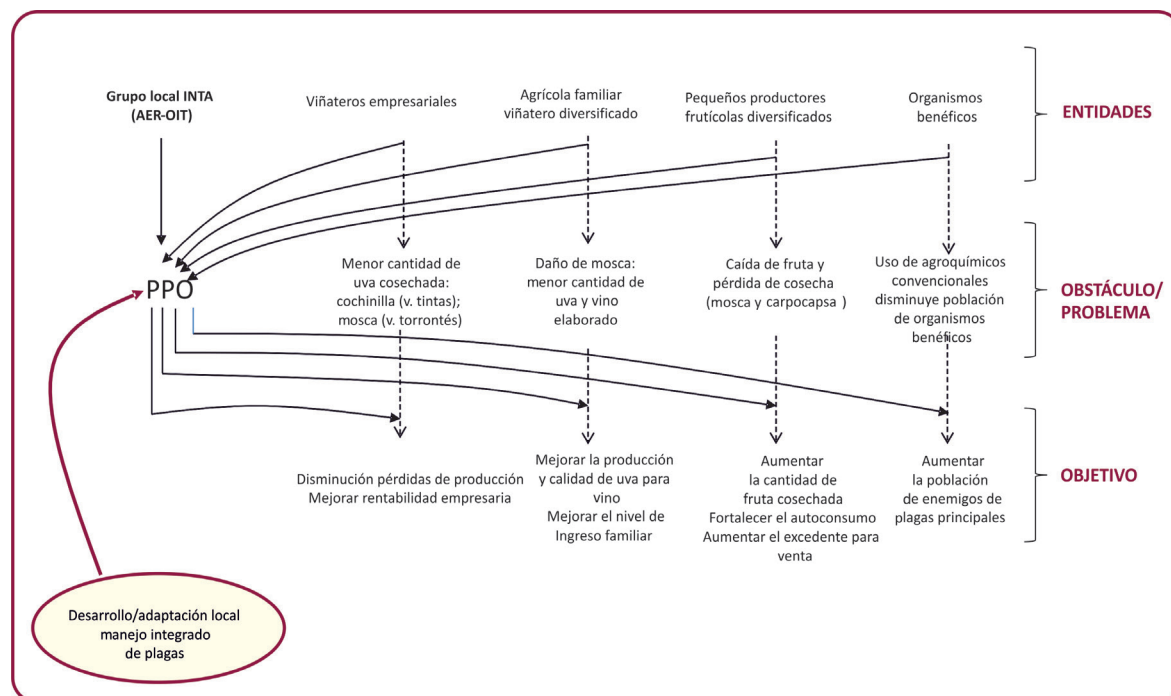 Grupo local INTA
(AER-OIT)
Viñateros empresariales
Agrícola familiar
viñatero diversificado
Pequeños productores
frutícolas diversificados
Organismos
benéficos
ENTIDADES
PPO
Menor cantidad de
uva cosechada:
cochinilla (v. tintas);
mosca (v. torrontés)
Daño de mosca:
menor cantidad de
uva y vino
elaborado
Caída de fruta y
pérdida de cosecha
(mosca y carpocapsa )
Uso de agroquímicos
convencionales
disminuye población
de organismos
benéficos
OBSTÁCULO/
PROBLEMA
Disminución pérdidas de producción
Mejorar rentabilidad empresaria
Mejorar la producción
y calidad de uva para
vino
Mejorar el nivel de
Ingreso familiar
Aumentar
la cantidad de
fruta cosechada
Fortalecer el autoconsumo
Aumentar el excedente para
venta
Aumentar
la población
de enemigos de
plagas principales
OBJETIVO
Desarrollo/adaptación local
manejo integrado
de plagas